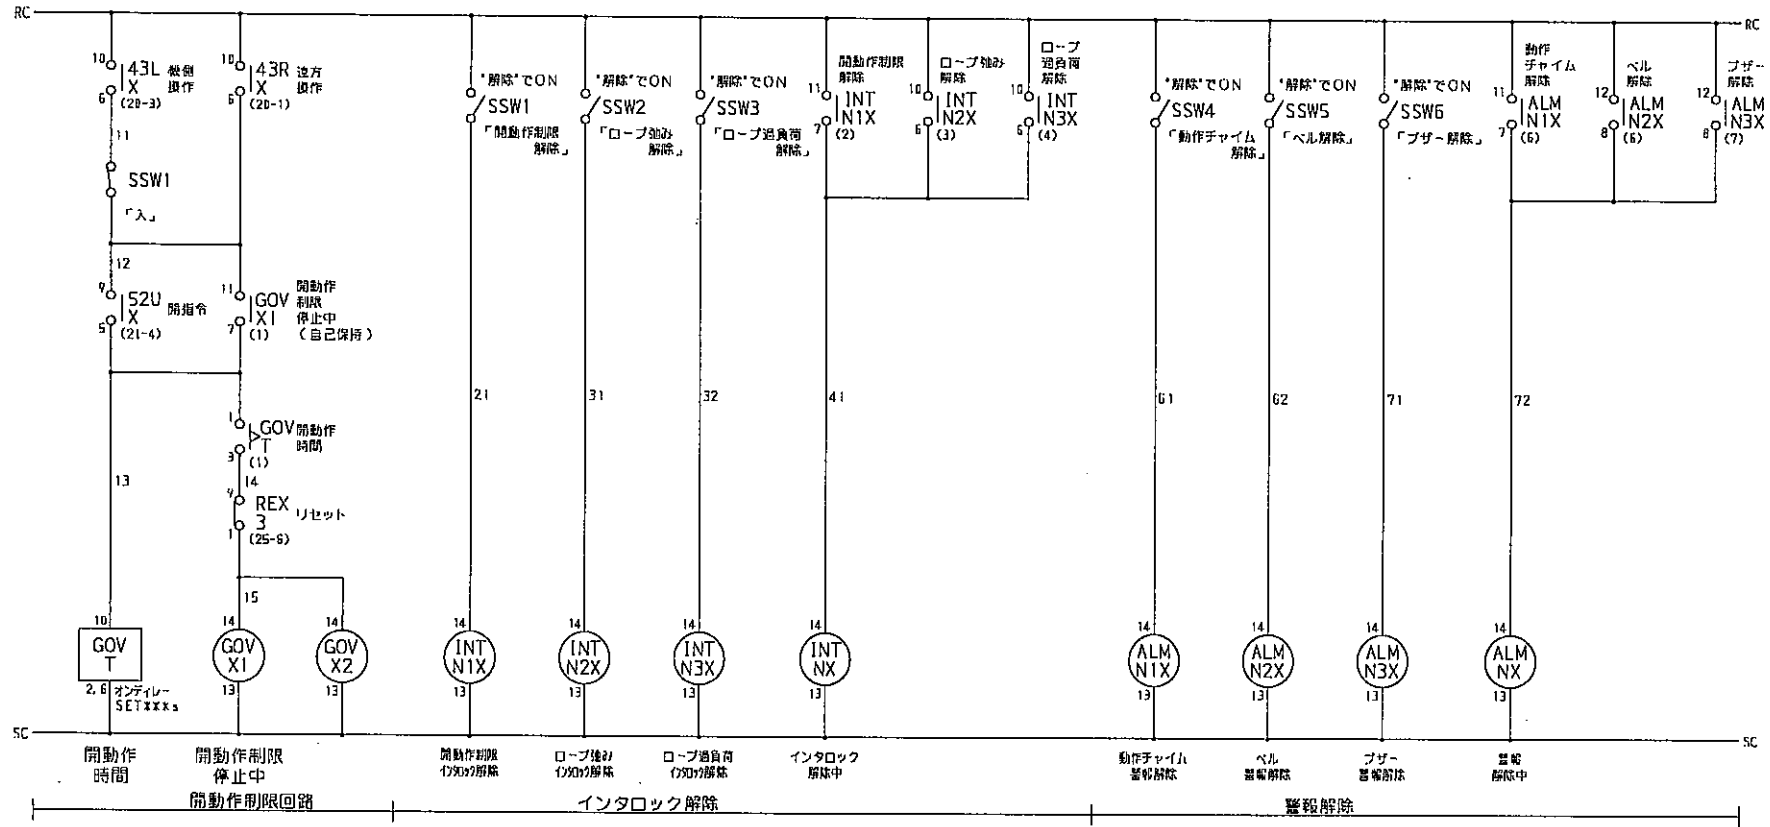 RC
RC
10
43L 機側
X 操作
6
(20-3)
11
SSW1
「入」
12
9
52U 開指令
X
5
(21-4)
13
10
GOV
T
2, 6
オンディレー
SET***s
10
43R 遠方
X 操作
6
(20-1)
11
GOV
X1
7
(1)
開動作
制限
停止中
(自己保持)
1
GOV 開動作
T 時間
3
(1)
14
9
REX リセット
3
1
(25-6)
15
14
GOV
X1
13
14
GOV
X2
13
"解除"でON
SSW1
「開動作制限
解除」
21
14
INT
N1X
13
"解除"でON
SSW2
「ロープ弛み
解除」
31
14
INT
N2X
13
"解除"でON
SSW3
「ロープ過負荷
解除」
32
14
INT
N3X
13
開動作制限
解除
11
INT
N1X
7
(2)
ロープ弛み
解除
10
INT
N2X
6
(3)
ロープ
過負荷
解除
10
INT
N3X
6
(4)
41
14
INT
NX
13
"解除"でON
SSW4
「動作チャイム
解除」
61
14
ALM
N1X
13
"解除"でON
SSW5
「ベル解除」
62
14
ALM
N2X
13
"解除"でON
SSW6
「ブザー解除」
71
14
ALM
N3X
13
動作
チャイム
解除
11
ALM
N1X
7
(6)
ベル
解除
12
ALM
N2X
8
(6)
ブザー
解除
12
ALM
N3X
8
(7)
72
14
ALM
NX
13
SC
SC
開動作
時間
開動作制限
停止中
開動作制限
インタロック解除
ロープ弛み
インタロック解除
ロープ過負荷
インタロック解除
インタロック
解除中
動作チャイム
警報解除
ベル
警報解除
ブザー
警報解除
警報
解除中
開動作制限回路
インタロック解除
警報解除